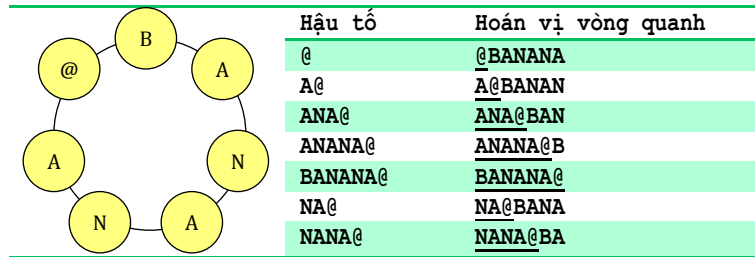 B
A
N
A
N
A
@
Hậu tố Hoán vị vòng quanh
@ @BANANA
A@ A@BANAN
ANA@ ANA@BAN
ANANA@ ANANA@B
BANANA@ BANANA@
NA@ NA@BANA
NANA@ NANA@BA